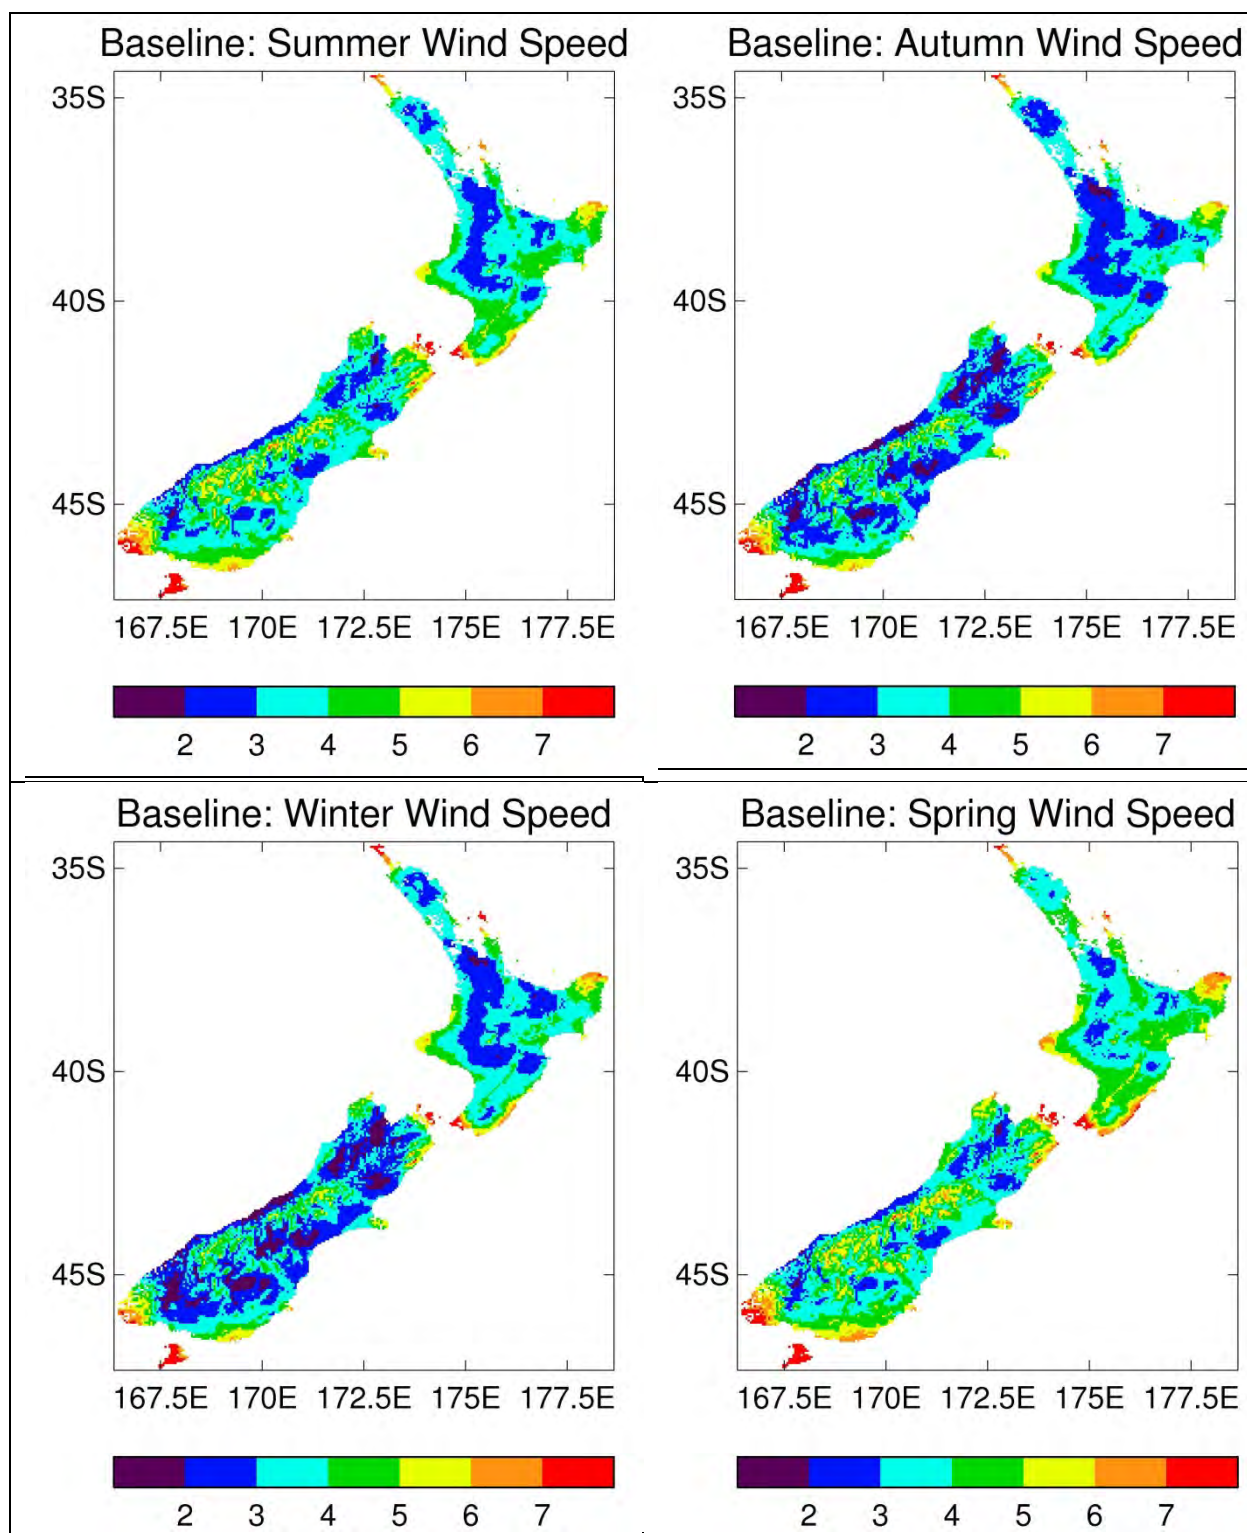 Baseline: Summer Wind Speed
35S
40S
45S
167.5E 170E 172.5E 175E 177.5E
2 3 4 5 6 7
Baseline: Autumn Wind Speed
35S
40S
45S
167.5E 170E 172.5E 175E 177.5E
2 3 4 5 6 7
Baseline: Winter Wind Speed
35S
40S
45S
167.5E 170E 172.5E 175E 177.5E
2 3 4 5 6 7
Baseline: Spring Wind Speed
35S
40S
45S
167.5E 170E 172.5E 175E 177.5E
2 3 4 5 6 7